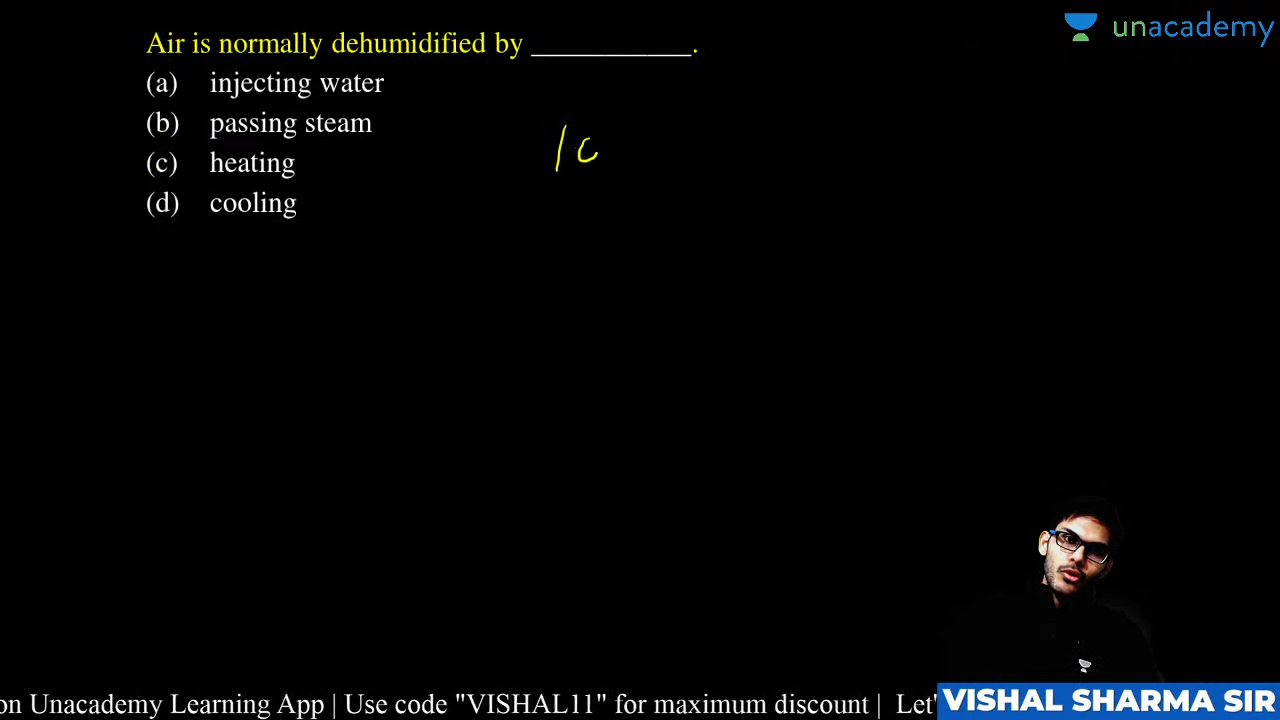 unacademy
Air is normally dehumidified by ___________.
(a) injecting water
(b) passing steam
(c) heating
(d) cooling
on Unacademy Learning App | Use code "VISHAL11" for maximum discount | Let'
VISHAL SHARMA SIR